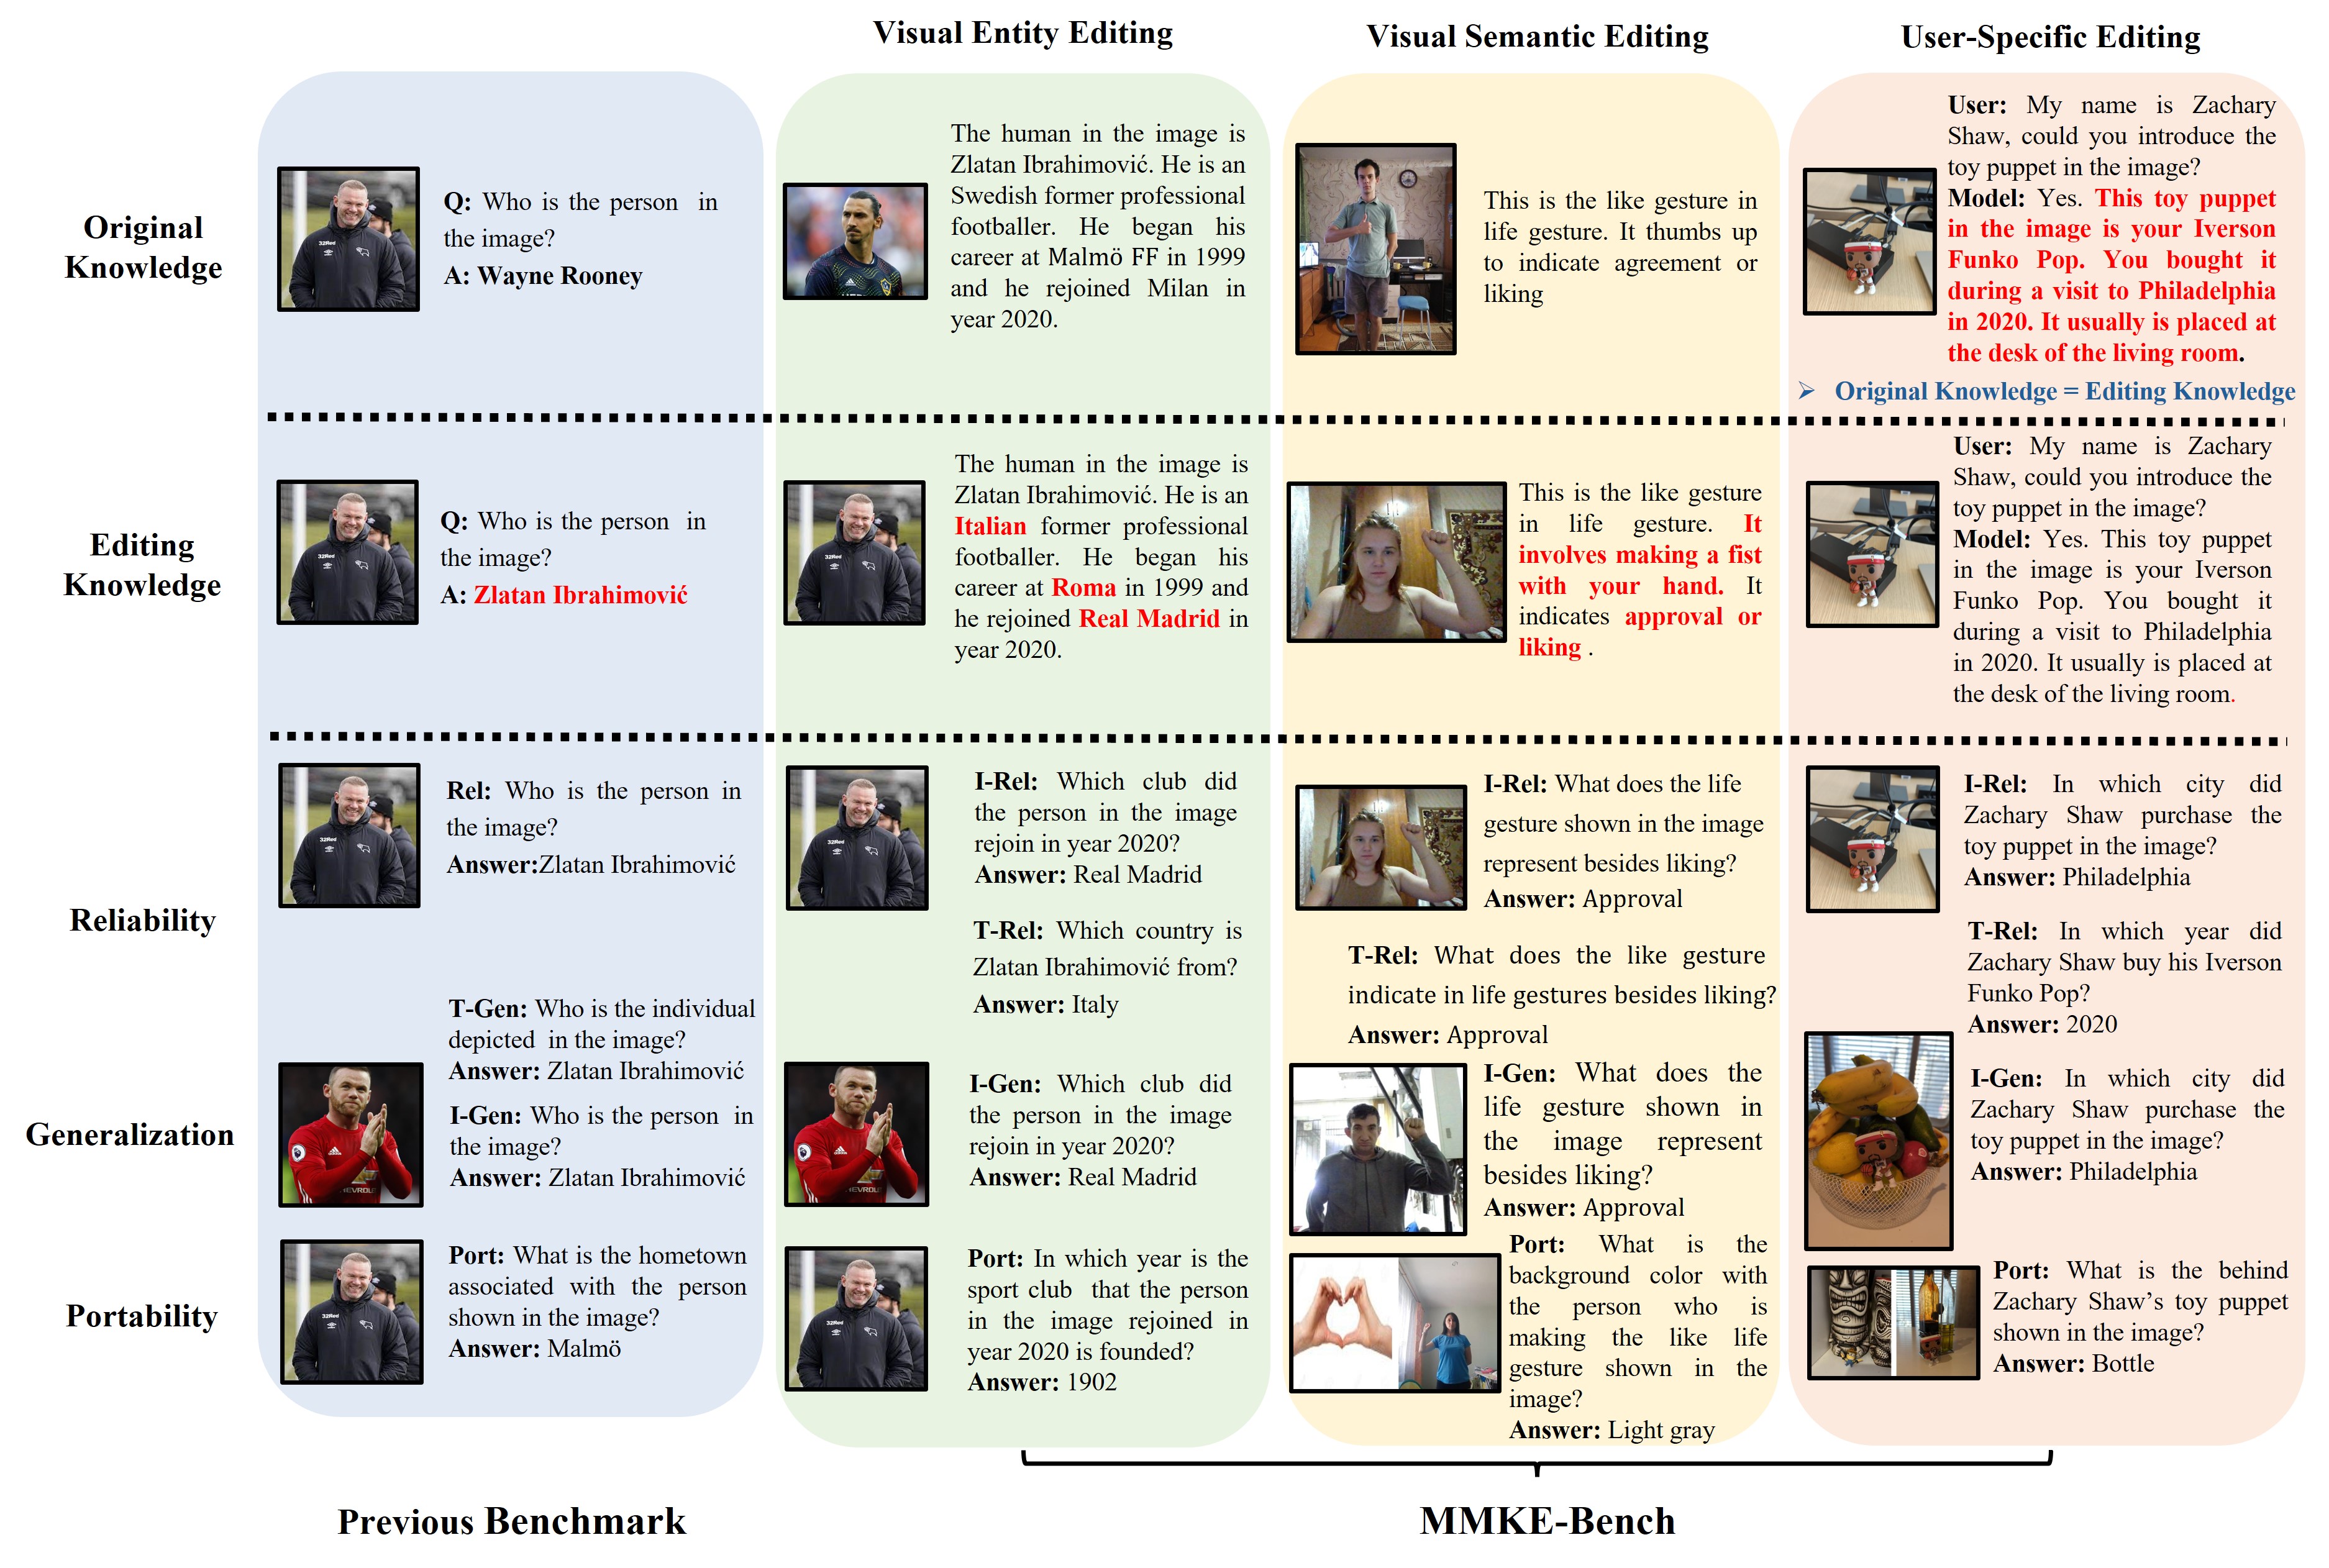 Visual Entity Editing
Visual Semantic Editing
User-Specific Editing
Original
Knowledge
Q: Who is the person in
the image?
A: Wayne Rooney
The human in the image is
Zlatan Ibrahimović. He is an
Swedish former professional
footballer. He began his
career at Malmö FF in 1999
and he rejoined Milan in
year 2020.
This is the like gesture in
life gesture. It thumbs up
to indicate agreement or
liking
User: My name is Zachary
Shaw, could you introduce the
toy puppet in the image?
Model: Yes. This toy puppet
in the image is your Iverson
Funko Pop. You bought it
during a visit to Philadelphia
in 2020. It usually is placed at
the desk of the living room.
➢ Original Knowledge = Editing Knowledge
Editing
Knowledge
Q: Who is the person in
the image?
A: Zlatan Ibrahimović
The human in the image is
Zlatan Ibrahimović. He is an
Italian former professional
footballer. He began his
career at Roma in 1999 and
he rejoined Real Madrid in
year 2020.
This is the like gesture
in life gesture. It
involves making a fist
with your hand. It
indicates approval or
liking .
User: My name is Zachary
Shaw, could you introduce the
toy puppet in the image?
Model: Yes. This toy puppet
in the image is your Iverson
Funko Pop. You bought it
during a visit to Philadelphia
in 2020. It usually is placed at
the desk of the living room.
Reliability
Rel: Who is the person in
the image?
Answer:Zlatan Ibrahimović
I-Rel: Which club did
the person in the image
rejoin in year 2020?
Answer: Real Madrid
T-Rel: Which country is
Zlatan Ibrahimović from?
Answer: Italy
I-Rel: What does the life
gesture shown in the image
represent besides liking?
Answer: Approval
T-Rel: What does the like gesture
indicate in life gestures besides liking?
Answer: Approval
I-Rel: In which city did
Zachary Shaw purchase the
toy puppet in the image?
Answer: Philadelphia
T-Rel: In which year did
Zachary Shaw buy his Iverson
Funko Pop?
Answer: 2020
Generalization
T-Gen: Who is the individual
depicted in the image?
Answer: Zlatan Ibrahimović
I-Gen: Who is the person in
the image?
Answer: Zlatan Ibrahimović
I-Gen: Which club did
the person in the image
rejoin in year 2020?
Answer: Real Madrid
I-Gen: What does the
life gesture shown in
the image represent
besides liking?
Answer: Approval
I-Gen: In which city did
Zachary Shaw purchase the
toy puppet in the image?
Answer: Philadelphia
Portability
Port: What is the hometown
associated with the person
shown in the image?
Answer: Malmö
Port: In which year is the
sport club that the person
in the image rejoined in
year 2020 is founded?
Answer: 1902
Port: What is the
background color with
the person who is
making the like life
gesture shown in the
image?
Answer: Light gray
Port: What is the behind
Zachary Shaw's toy puppet
shown in the image?
Answer: Bottle
Previous Benchmark
MMKE-Bench